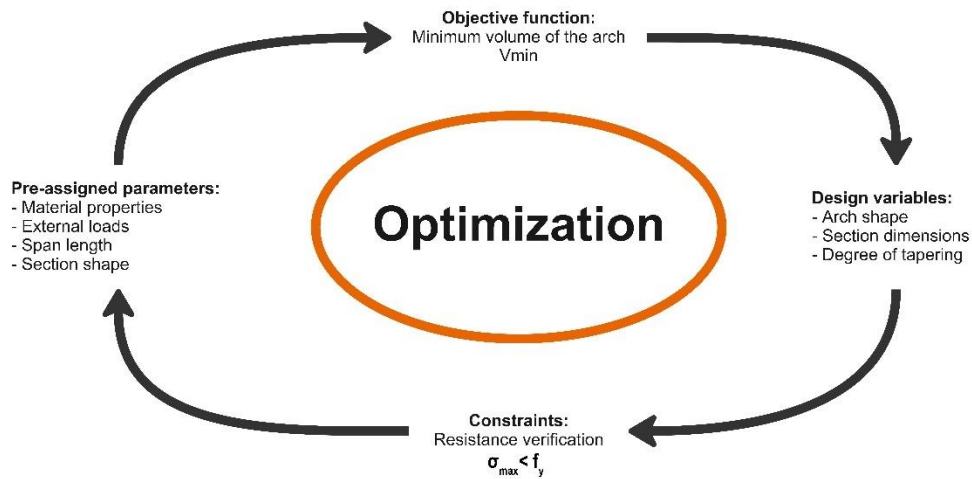 Objective function:
Minimum volume of the arch
Vmin
Pre-assigned parameters:
- Material properties
- External loads
- Span length
- Section shape
Optimization
Design variables:
- Arch shape
- Section dimensions
- Degree of tapering
Constraints:
Resistance verification
σmax< fy